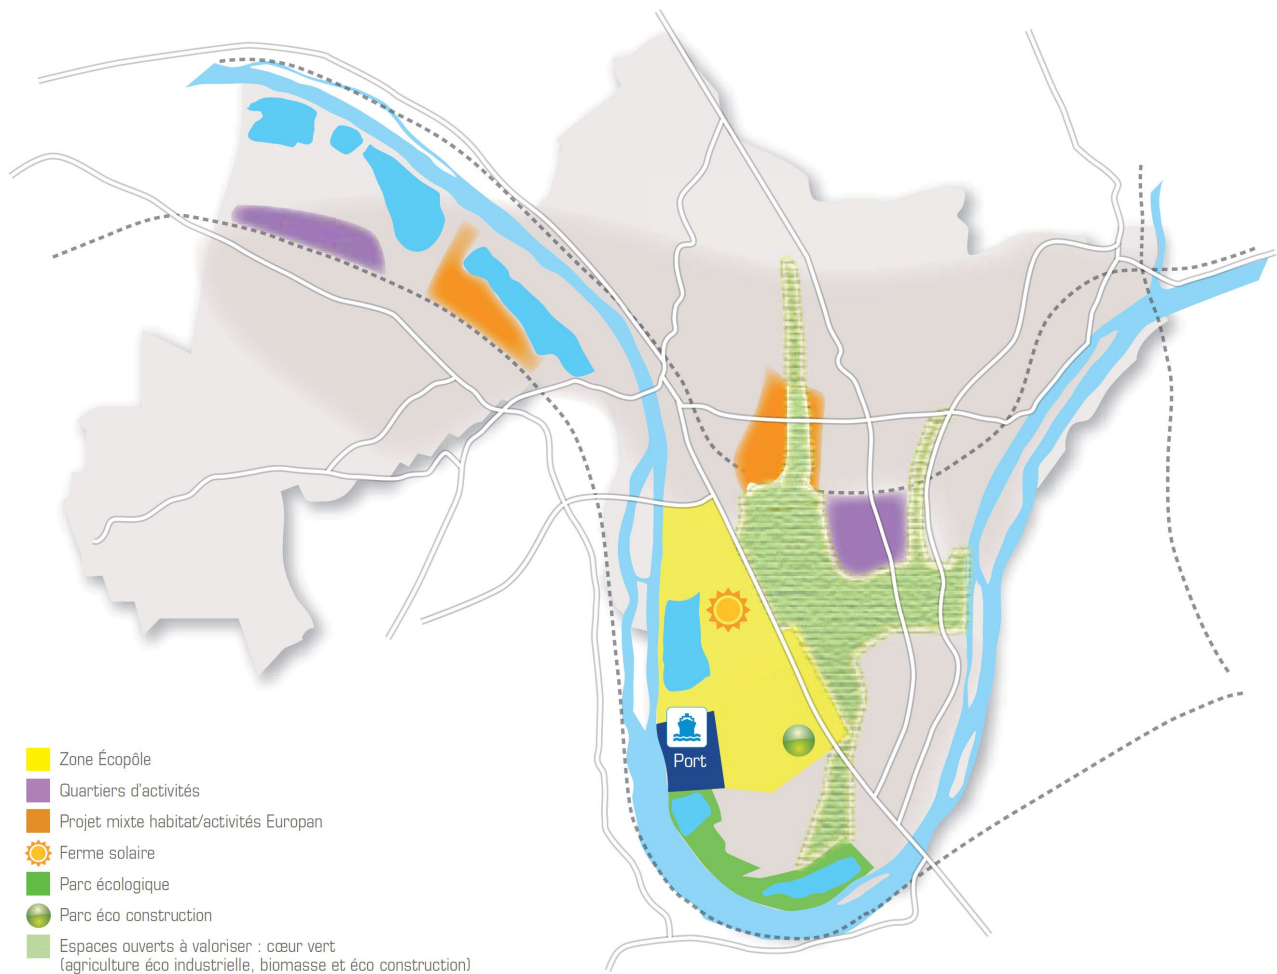 Port
Zone Écopôle
Quartiers d'activités
Projet mixte habitat/activités Europan
Ferme solaire
Parc écologique
Parc éco construction
Espaces ouverts à valoriser : cœur vert
(agriculture éco industrielle, biomasse et éco construction)